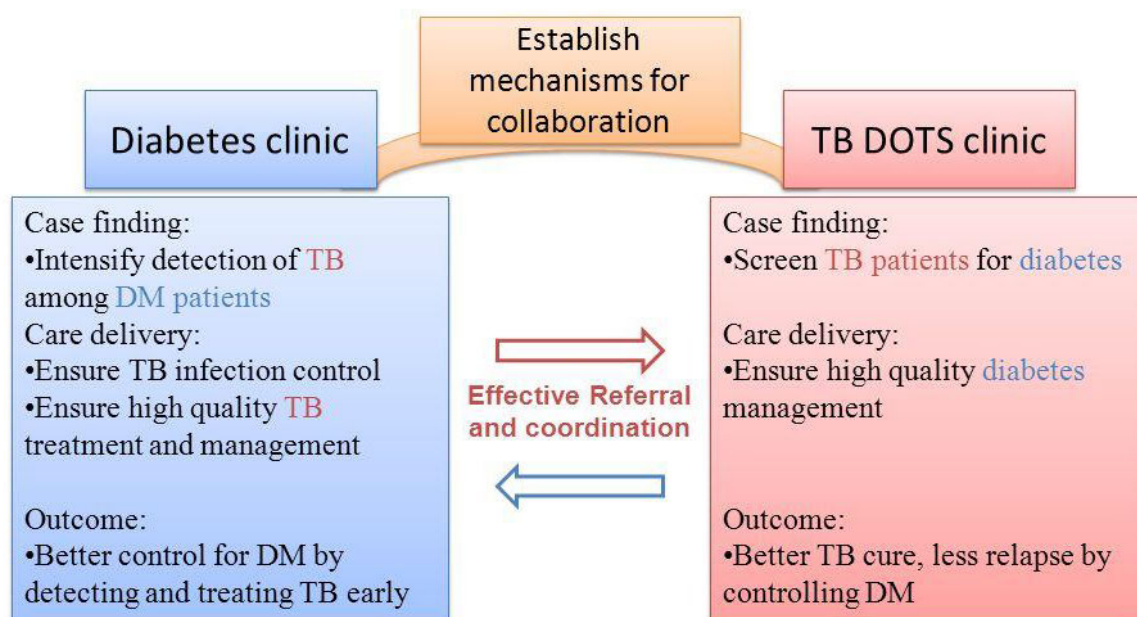 Establish
mechanisms for
collaboration
Diabetes clinic
TB DOTS clinic
Case finding:
•Intensify detection of TB
among DM patients
Care delivery:
•Ensure TB infection control
•Ensure high quality TB
treatment and management
Outcome:
•Better control for DM by
detecting and treating TB early
Effective Referral
and coordination
Case finding:
•Screen TB patients for diabetes
Care delivery:
•Ensure high quality diabetes
management
Outcome:
•Better TB cure, less relapse by
controlling DM